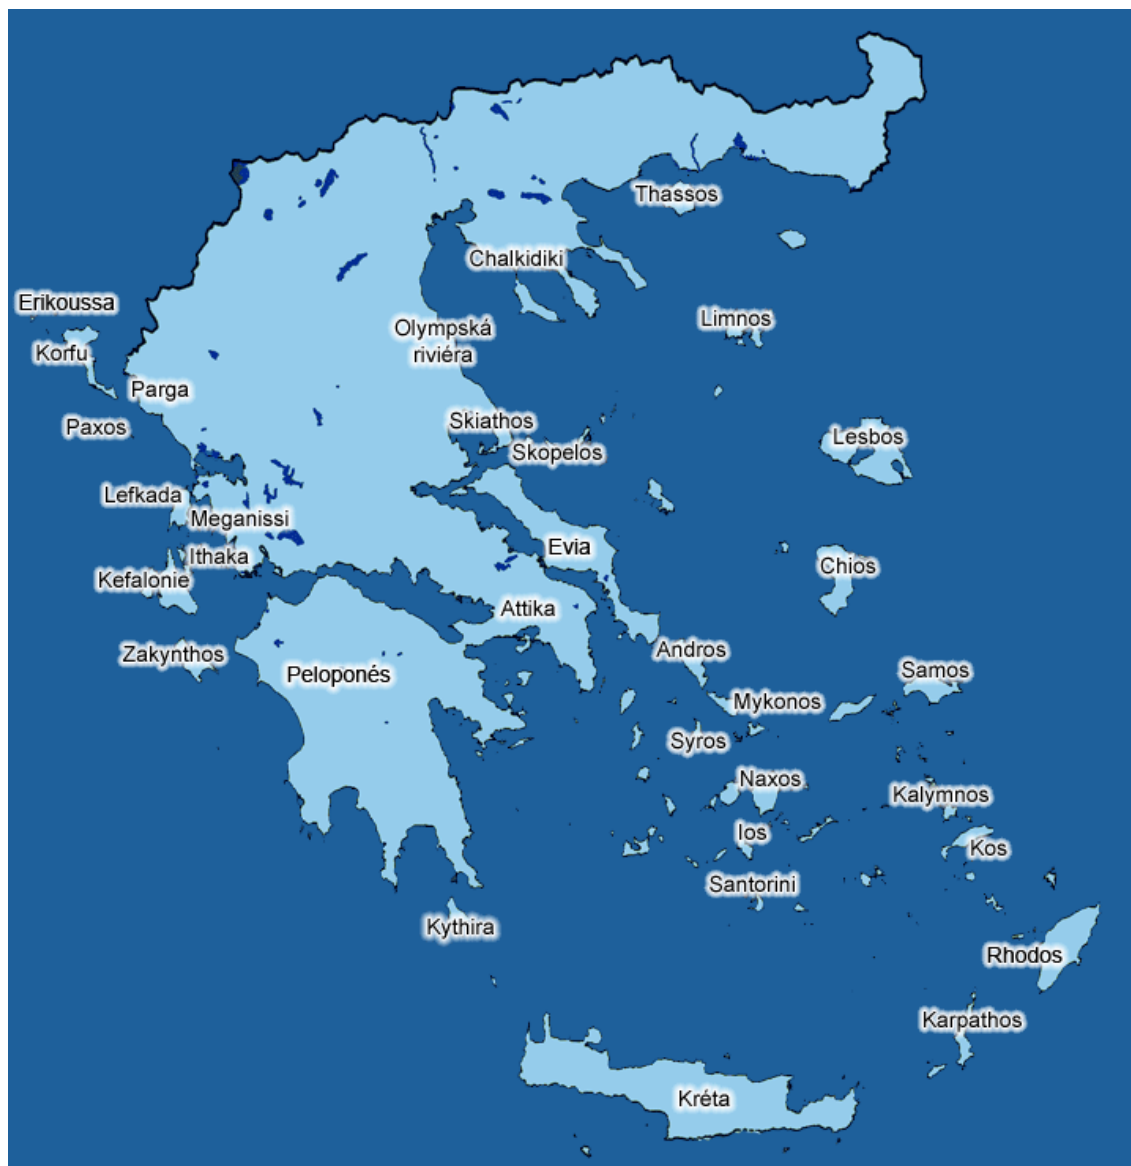 Thassos
Chalkidiki
Erikoussa
Limnos
Olympská
riviéra
Korfu
Parga
Skiathos
Paxos
Lesbos
Skopelos
Lefkada
Meganissi
Evia
Ithaka
Chios
Kefalonie
Attika
Andros
Zakynthos
Samos
Peloponés
Mykonos
Syros
Naxos
Kalymnos
Ios
Kos
Santorini
Kythira
Rhodos
Karpathos
Kréta